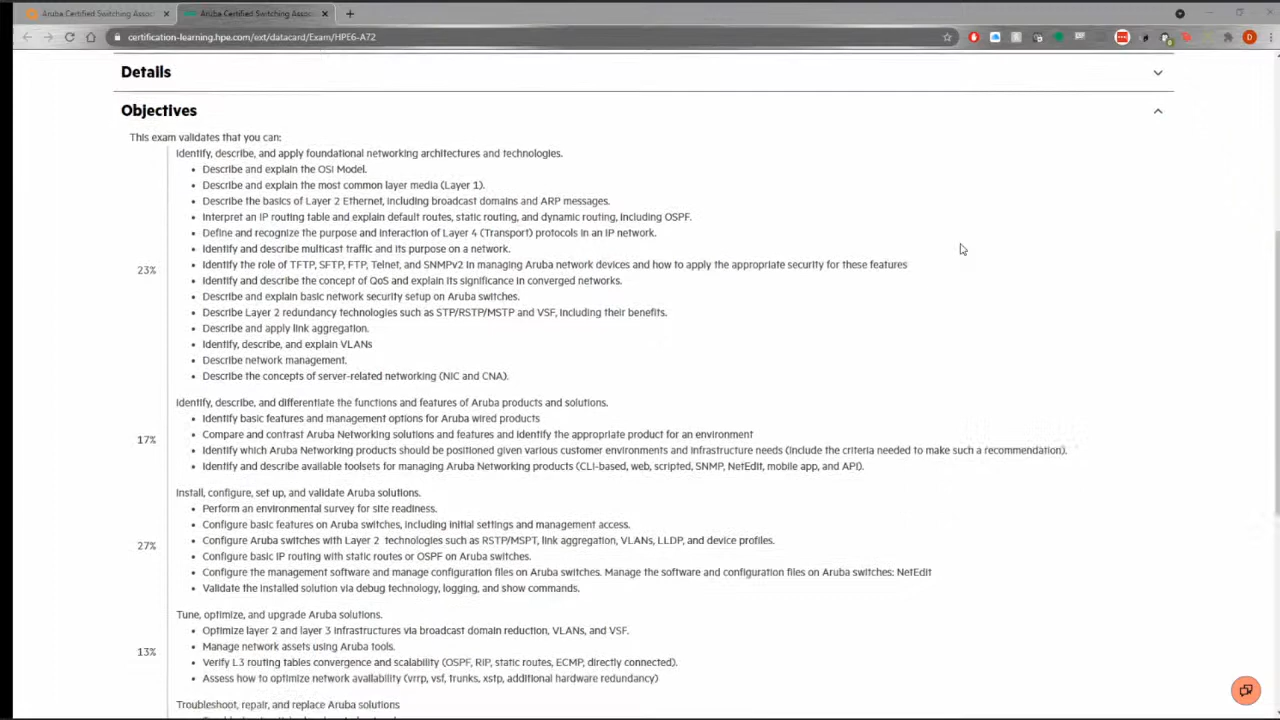 Aruba Certified Switching Assoc
Aruba Certified Switching Assoc
certification-learning.hpe.com/ext/datacard/Exam/HPE6-A72
Details
Objectives
This exam validates that you can:
Identify, describe, and apply foundational networking architectures and technologies.
Describe and explain the OSI Model.
Describe and explain the most common layer media (Layer 1).
Describe the basics of Layer 2 Ethernet, including broadcast domains and ARP messages.
Interpret an IP routing table and explain default routes, static routing, and dynamic routing, including OSPF.
Define and recognize the purpose and interaction of Layer 4 (Transport) protocols in an IP network.
Identify and describe multicast traffic and its purpose on a network.
23%
Identify the role of TFTP, SFTP, FTP, Telnet, and SNMPv2 in managing Aruba network devices and how to apply the appropriate security for these features
Identify and describe the concept of QoS and explain its significance in converged networks.
Describe and explain basic network security setup on Aruba switches.
Describe Layer 2 redundancy technologies such as STP/RSTP/MSTP and VSF, including their benefits.
Describe and apply link aggregation.
Identify, describe, and explain VLANs
Describe network management.
Describe the concepts of server-related networking (NIC and CNA).
Identify, describe, and differentiate the functions and features of Aruba products and solutions.
Identify basic features and management options for Aruba wired products
17%
Compare and contrast Aruba Networking solutions and features and identify the appropriate product for an environment
Identify which Aruba Networking products should be positioned given various customer environments and infrastructure needs (include the criteria needed to make such a recommendation).
Identify and describe available toolsets for managing Aruba Networking products (CLI-based, web, scripted, SNMP, NetEdit, mobile app, and API).
Install, configure, set up, and validate Aruba solutions.
Perform an environmental survey for site readiness.
Configure basic features on Aruba switches, including initial settings and management access.
27%
Configure Aruba switches with Layer 2 technologies such as RSTP/MSPT, link aggregation, VLANs, LLDP, and device profiles.
Configure basic IP routing with static routes or OSPF on Aruba switches.
Configure the management software and manage configuration files on Aruba switches. Manage the software and configuration files on Aruba switches: NetEdit
Validate the installed solution via debug technology, logging, and show commands.
Tune, optimize, and upgrade Aruba solutions.
Optimize layer 2 and layer 3 infrastructures via broadcast domain reduction, VLANs, and VSF.
13%
Manage network assets using Aruba tools.
Verify L3 routing tables convergence and scalability (OSPF, RIP, static routes, ECMP, directly connected).
Assess how to optimize network availability (vrrp, vsf, trunks, xstp, additional hardware redundancy)
Troubleshoot, repair, and replace Aruba solutions